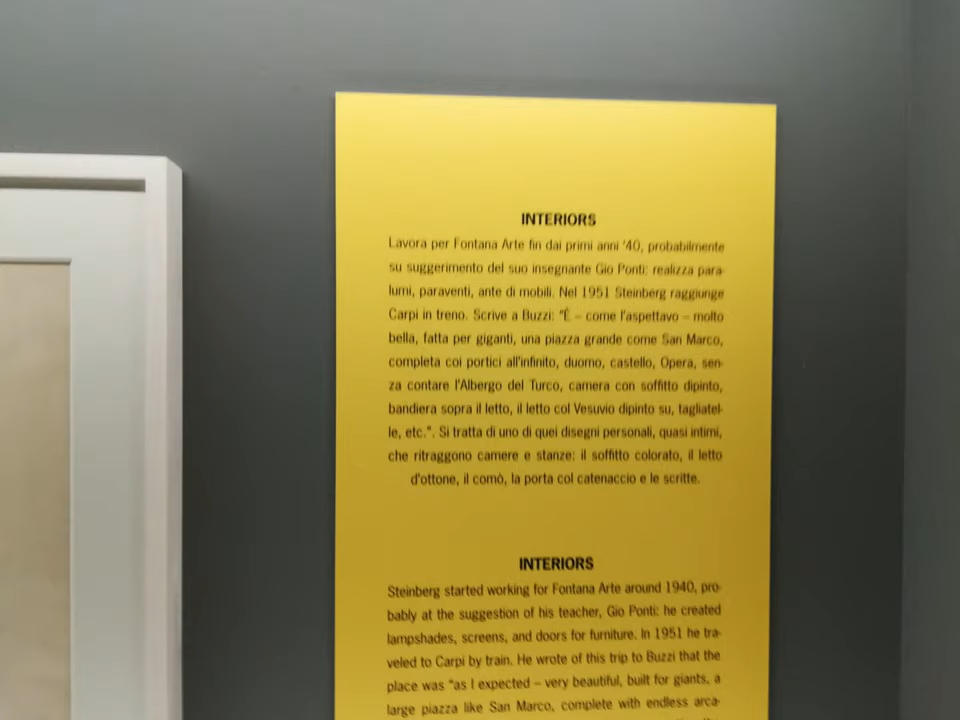 INTERIORS
Lavora per Fontana Arte fin dai primi anni '40, probabilmente
su suggerimento del suo insegnante Gio Ponti: realizza para-
lumi, paraventi, ante di mobili. Nel 1951 Steinberg raggiunge
Carpi in treno. Scrive a Buzzi: "È – come l'aspettavo – molto
bella, fatta per giganti, una piazza grande come San Marco,
completa coi portici all'infinito, duomo, castello, Opera, sen-
za contare l'Albergo del Turco, camera con soffitto dipinto,
bandiera sopra il letto, il letto col Vesuvio dipinto su, tagliatel-
le, etc.". Si tratta di uno di quei disegni personali, quasi intimi,
che ritraggono camere e stanze: il soffitto colorato, il letto
d'ottone, il comò, la porta col catenaccio e le scritte.
INTERIORS
Steinberg started working for Fontana Arte around 1940, pro-
bably at the suggestion of his teacher, Gio Ponti: he created
lampshades, screens, and doors for furniture. In 1951 he tra-
veled to Carpi by train. He wrote of this trip to Buzzi that the
place was "as I expected – very beautiful, built for giants, a
large piazza like San Marco, complete with endless arca-